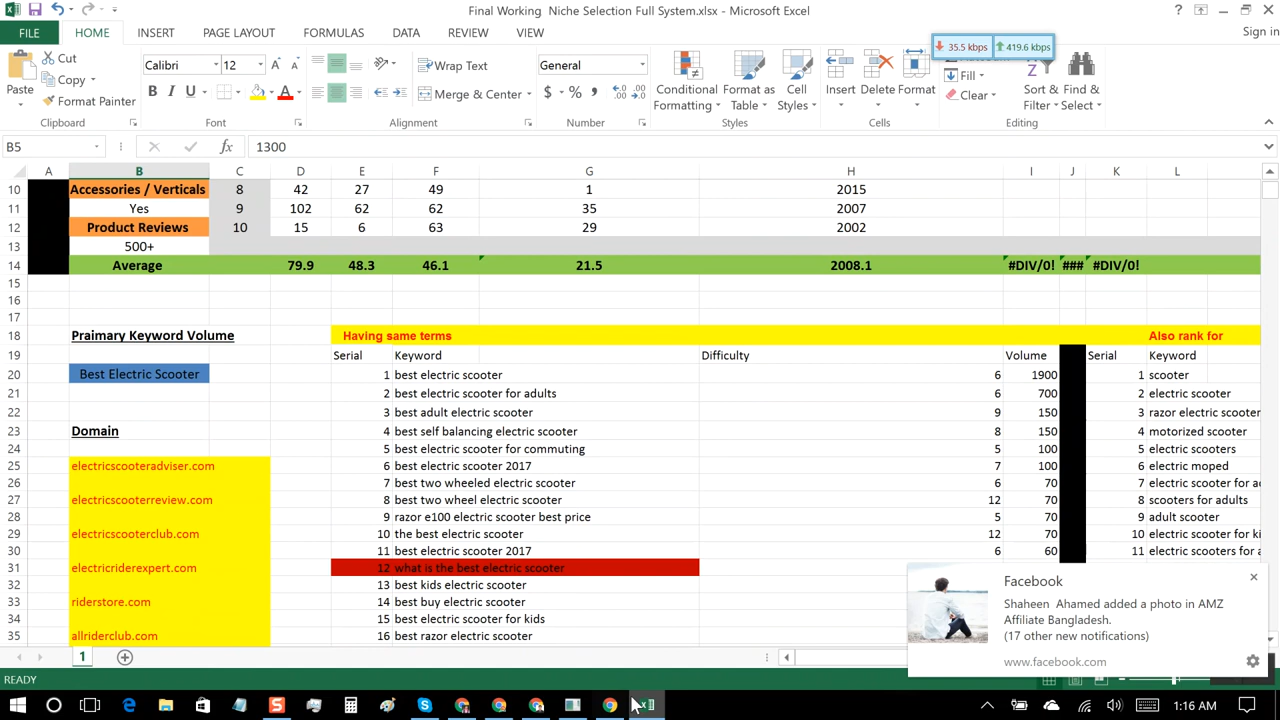 Final Working  Niche Selection Full System.xlsx - Microsoft Excel
Sign in
FILE HOME INSERT PAGE LAYOUT FORMULAS DATA REVIEW VIEW
35.5 kbps 419.6 kbps
Cut
Copy
Format Painter
Paste
Clipboard
Calibri 12
B I U
Font
Wrap Text
Merge & Center
Alignment
General
$ % ,
Number
Conditional Formatting
Format as Table
Cell Styles
Styles
Insert Delete Format
Cells
Fill
Clear
Sort & Filter
Find & Select
Editing
B5 fx 1300
A B C D E F G H I J K L
10 Accessories / Verticals 8 42 27 49 1 2015
11 Yes 9 102 62 62 35 2007
12 Product Reviews 10 15 6 63 29 2002
13 500+
14 Average 79.9 48.3 46.1 21.5 2008.1 #DIV/0! ### #DIV/0!
15
16
17
18 Praimary Keyword Volume Having same terms Also rank for
19 Serial Keyword Difficulty Volume Serial Keyword
20 Best Electric Scooter 1 best electric scooter 6 1900 1 scooter
21 2 best electric scooter for adults 6 700 2 electric scooter
22 3 best adult electric scooter 9 150 3 razor electric scooter
23 Domain 4 best self balancing electric scooter 8 150 4 motorized scooter
24 5 best electric scooter for commuting 5 100 5 electric scooters
25 electricscooteradviser.com 6 best electric scooter 2017 7 100 6 electric moped
26 7 best two wheeled electric scooter 6 70 7 electric scooter for a
27 electricscooterreview.com 8 best two wheel electric scooter 12 70 8 scooters for adults
28 9 razor e100 electric scooter best price 5 70 9 adult scooter
29 electricscooterclub.com 10 the best electric scooter 12 70 10 electric scooter for ki
30 11 best electric scooter 2017 6 60 11 electric scooters for a
31 electricriderexpert.com 12 what is the best electric scooter
32 13 best kids electric scooter
33 riderstore.com 14 best buy electric scooter
34 15 best electric scooter for kids
35 allriderclub.com 16 best razor electric scooter
Facebook
Shaheen  Ahamed added a photo in AMZ
Affiliate Bangladesh.
(17 other new notifications)
www.facebook.com
1
READY
1:16 AM